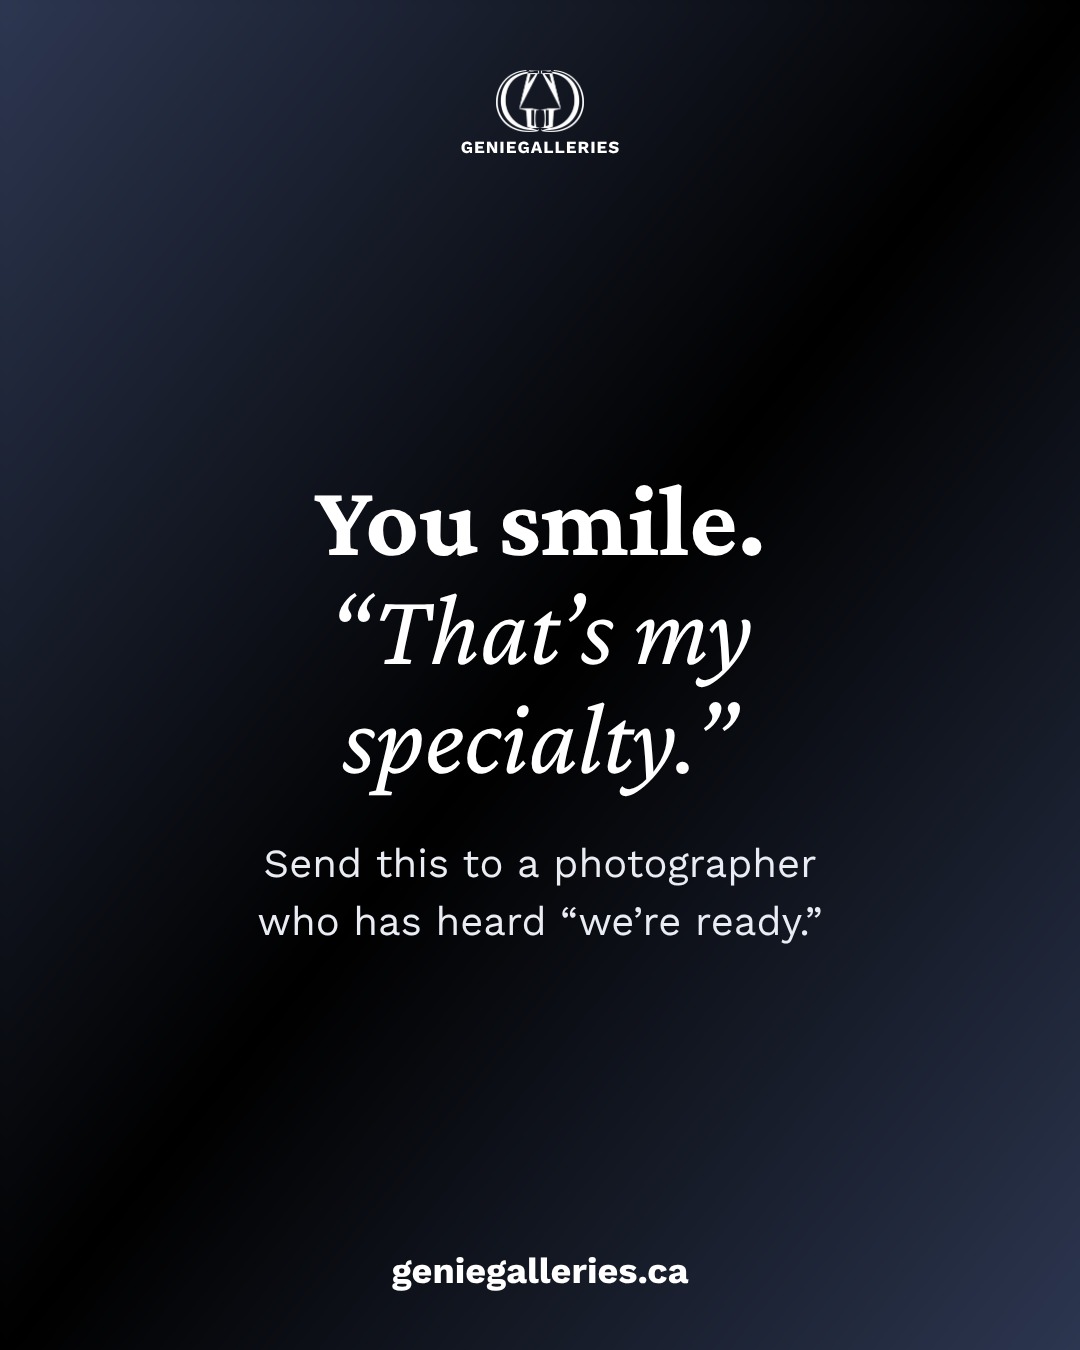 GENIEGALLERIES
You smile.
“That’s my
specialty.”
Send this to a photographer
who has heard “we’re ready.”
geniegalleries.ca